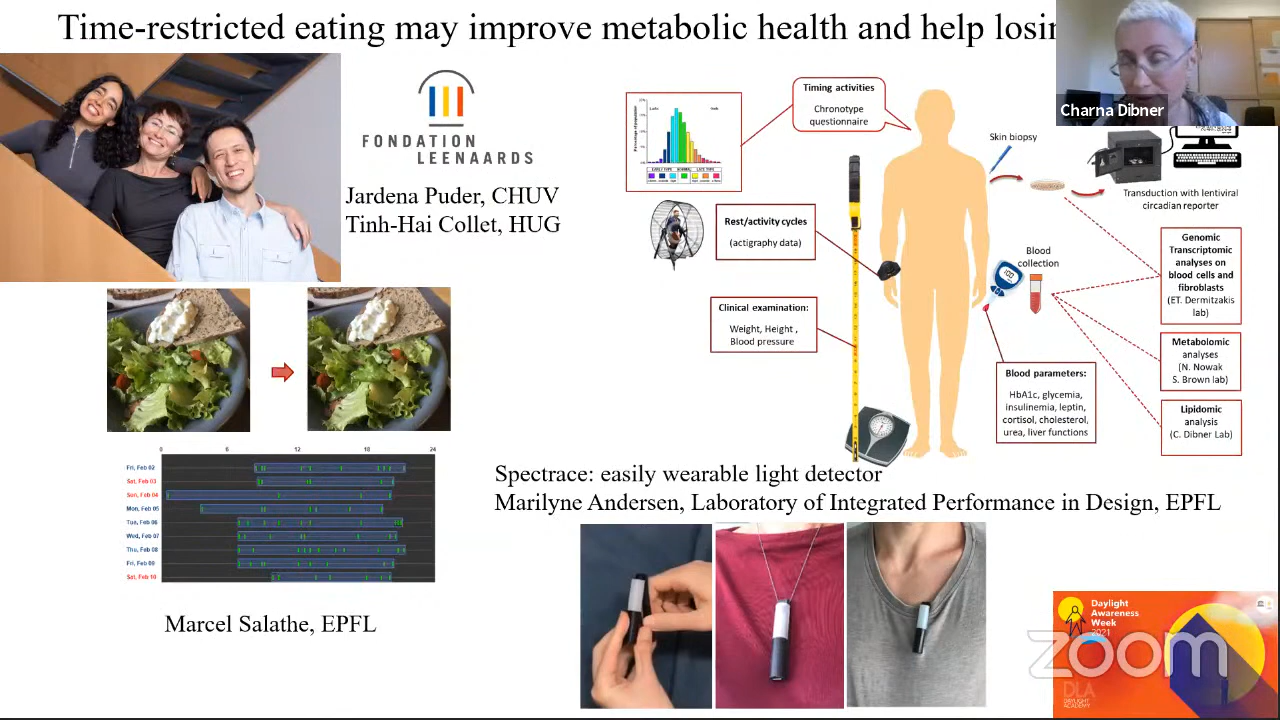 Time-restricted eating may improve metabolic health and help losin
Charna Dibner
FONDATION
LEENAARDS
Jardena Puder, CHUV
Tinh-Hai Collet, HUG
Timing activities
Chronotype
questionnaire
Rest/activity cycles
(actigraphy data)
Clinical examination:
Weight, Height ,
Blood pressure
Skin biopsy
Transduction with lentiviral
circadian reporter
Blood
collection
100
Genomic
Transcriptomic
analyses on
blood cells and
fibroblasts
(ET. Dermitzakis
lab)
Metabolomic
analyses
(N. Nowak
S. Brown lab)
Lipidomic
analysis
(C. Dibner Lab)
Blood parameters:
HbA1c, glycemia,
insulinemia, leptin,
cortisol, cholesterol,
urea, liver functions
0 6 12 18 24
Fri, Feb 02
Sat, Feb 03
Sun, Feb 04
Mon, Feb 05
Tue, Feb 06
Wed, Feb 07
Thu, Feb 08
Fri, Feb 09
Sat, Feb 10
Marcel Salathe, EPFL
Spectrace: easily wearable light detector
Marilyne Andersen, Laboratory of Integrated Performance in Design, EPFL
Daylight
Awareness
Week
2021
zoom
DLA
DAYLIGHT
ACADEMY